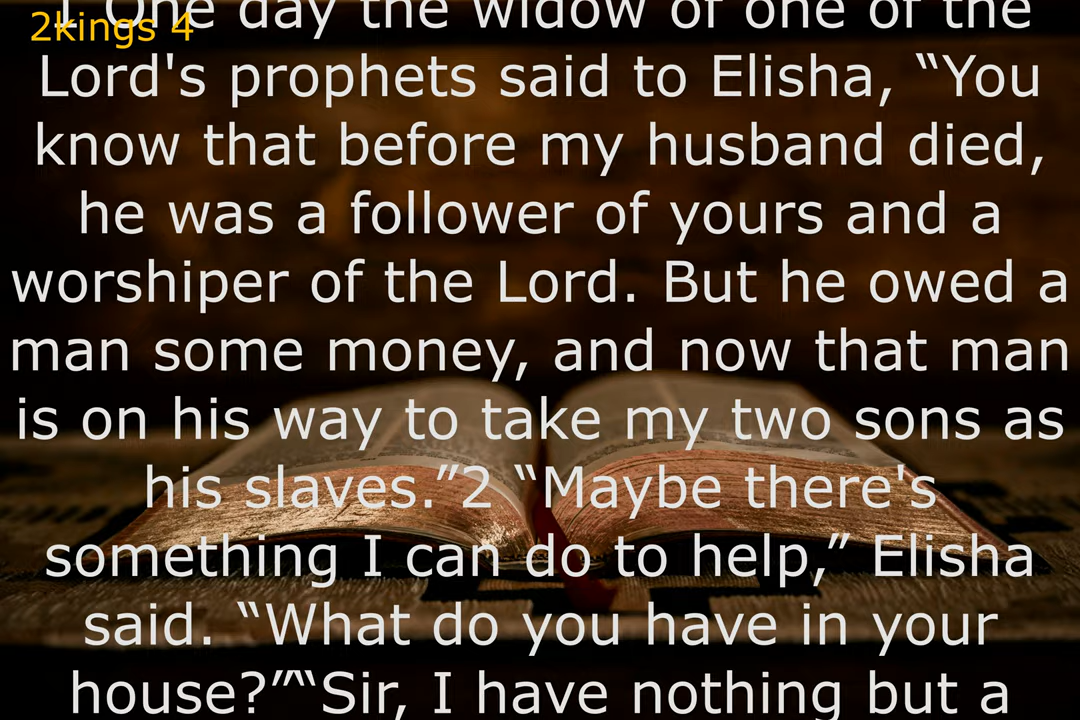 1 One day the widow of one of the
2kings 4
Lord's prophets said to Elisha, “You
know that before my husband died,
he was a follower of yours and a
worshiper of the Lord. But he owed a
man some money, and now that man
is on his way to take my two sons as
his slaves.”2 “Maybe there's
something I can do to help,” Elisha
said. “What do you have in your
house?”“Sir, I have nothing but a